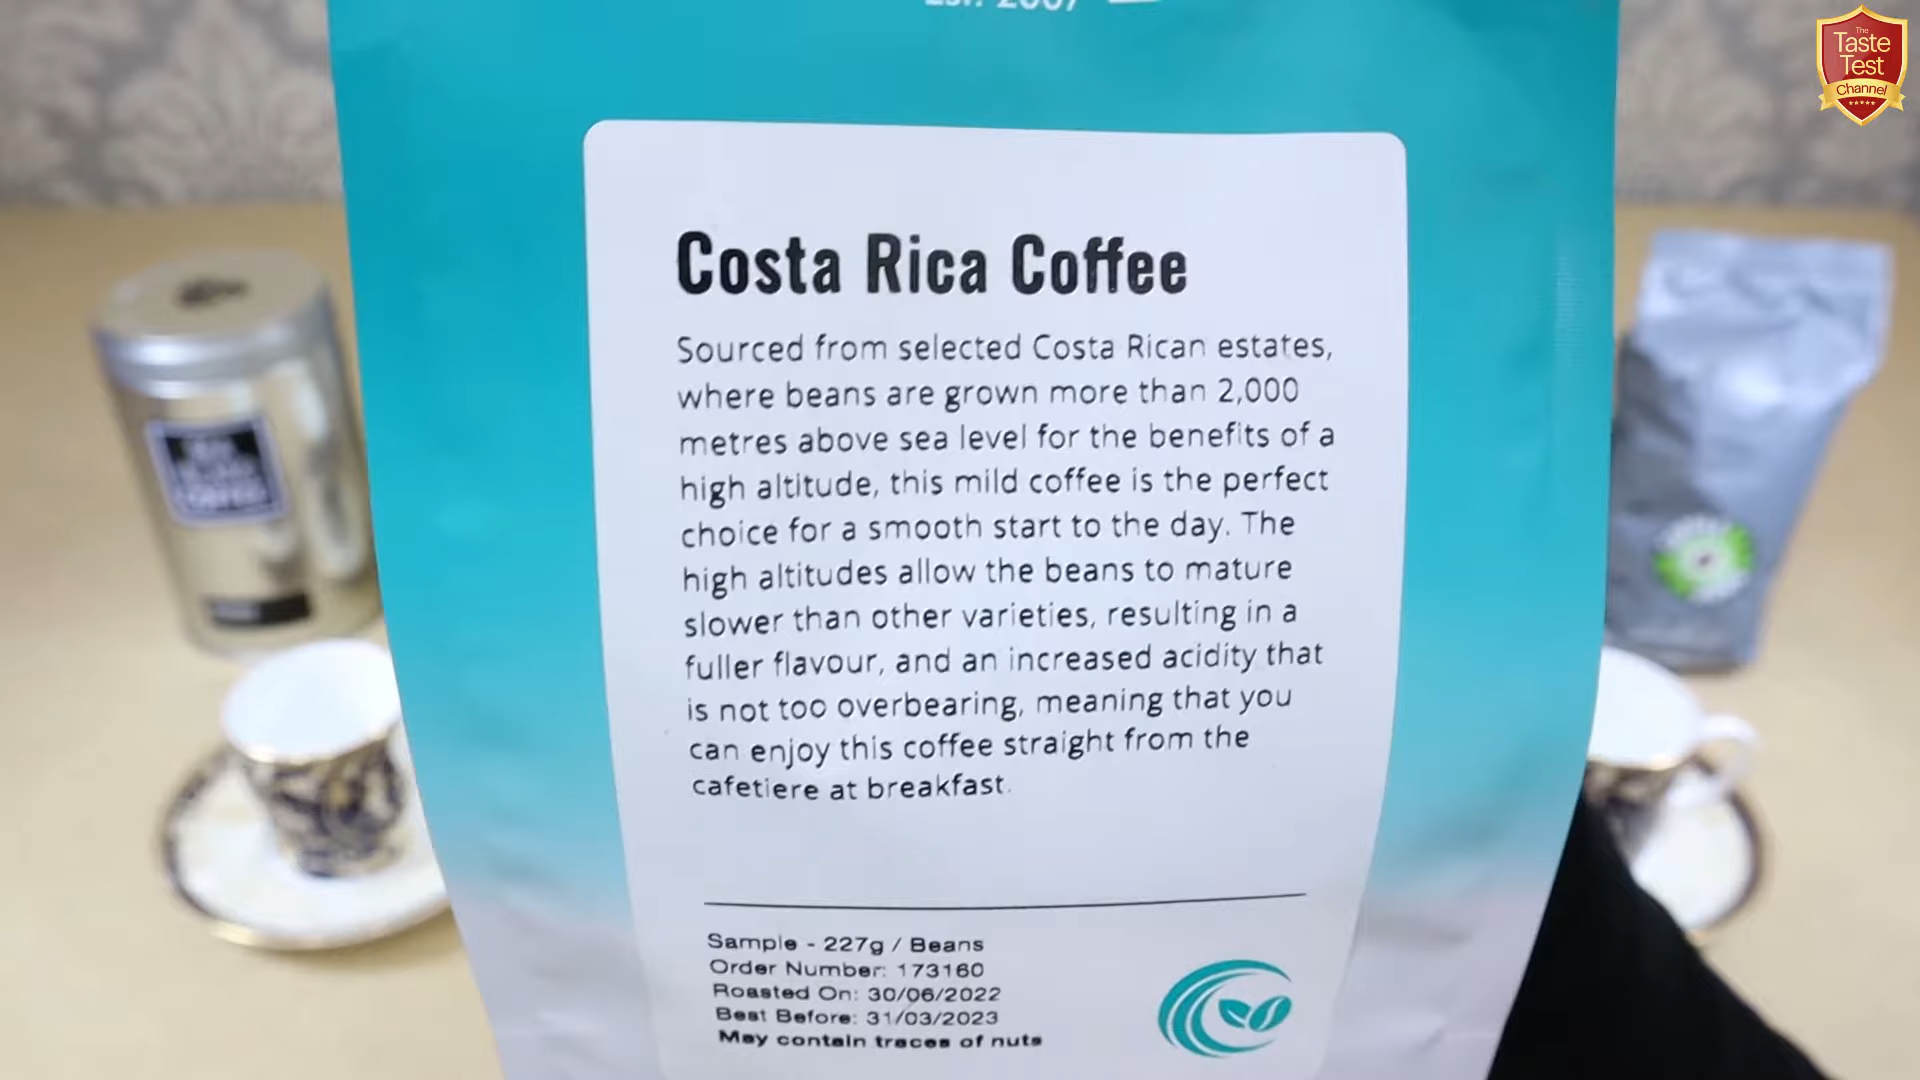 Est. 2007
The
Taste
Test
Channel
Costa Rica Coffee
Sourced from selected Costa Rican estates,
where beans are grown more than 2,000
metres above sea level for the benefits of a
high altitude, this mild coffee is the perfect
choice for a smooth start to the day. The
high altitudes allow the beans to mature
slower than other varieties, resulting in a
fuller flavour, and an increased acidity that
is not too overbearing, meaning that you
can enjoy this coffee straight from the
cafetiere at breakfast.
Sample - 227g / Beans
Order Number: 173160
Roasted On: 30/06/2022
Best Before: 31/03/2023
May contain traces of nuts